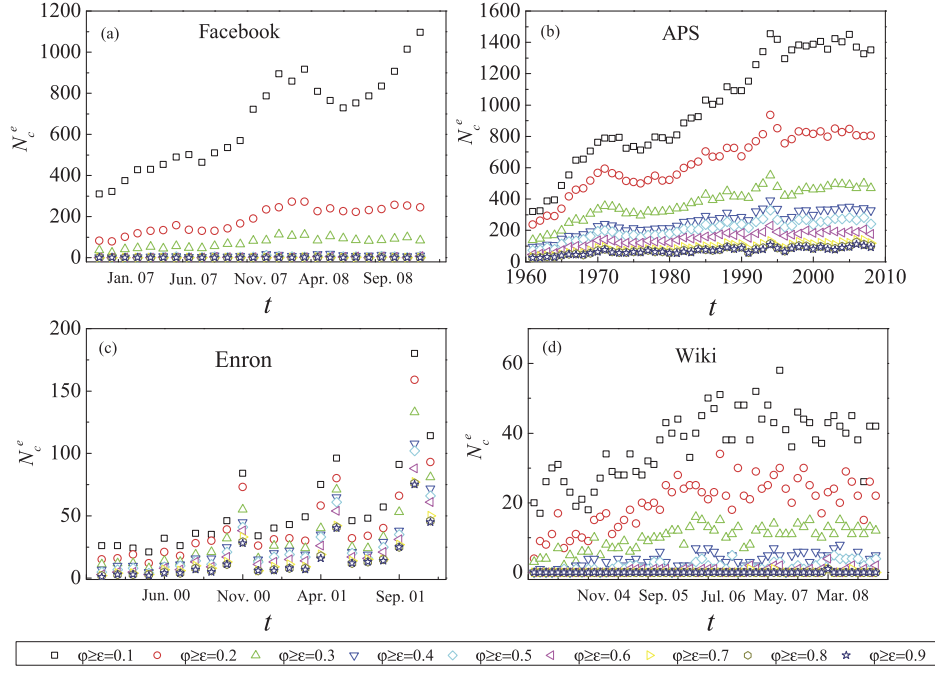 (a) Facebook
1200
1000
800
600
400
200
0
N_c^e
Jan. 07 Jun. 07 Nov. 07 Apr. 08 Sep. 08
t
(b) APS
1600
1400
1200
1000
800
600
400
200
0
N_c^e
1960 1970 1980 1990 2000 2010
t
(c) Enron
200
150
100
50
0
N_c^e
Jun. 00 Nov. 00 Apr. 01 Sep. 01
t
(d) Wiki
60
40
20
0
N_c^e
Nov. 04 Sep. 05 Jul. 06 May. 07 Mar. 08
t
φ≥ε=0.1 φ≥ε=0.2 φ≥ε=0.3 φ≥ε=0.4 φ≥ε=0.5 φ≥ε=0.6 φ≥ε=0.7 φ≥ε=0.8 φ≥ε=0.9